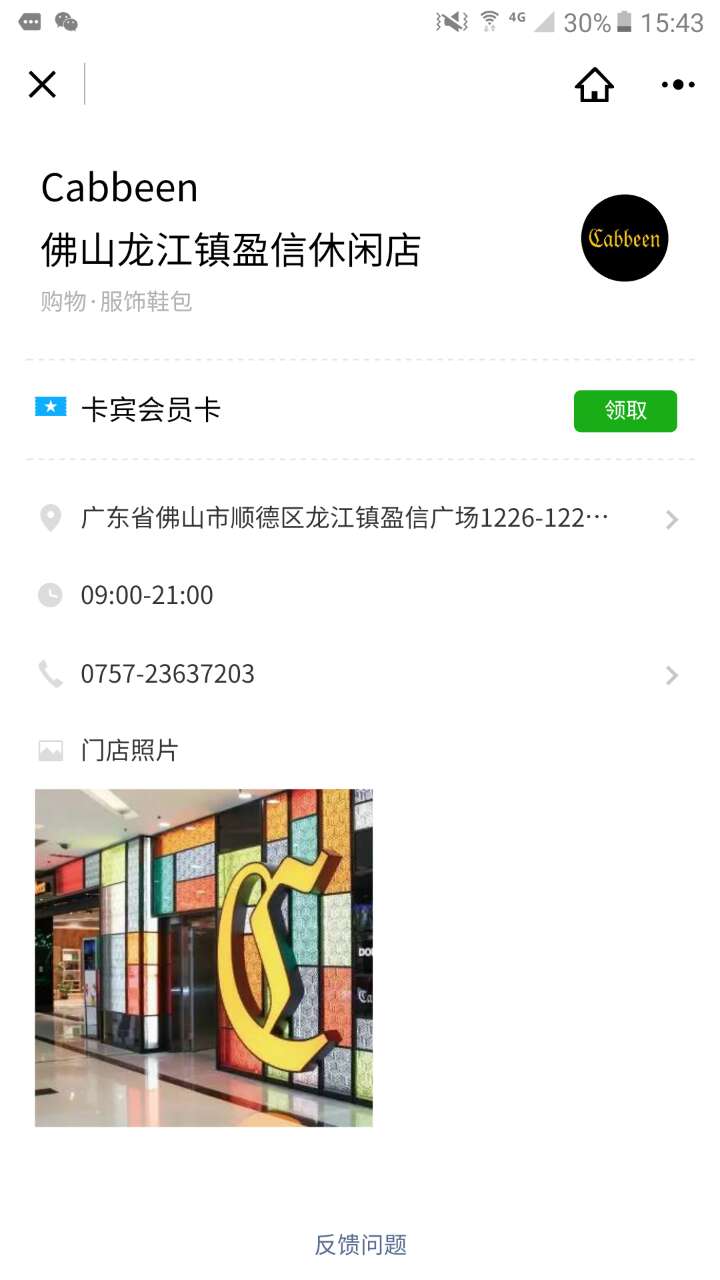 4G 30% 15:43
Cabbeen
佛山龙江镇盈信休闲店
Cabbeen
购物·服饰鞋包
卡宾会员卡
领取
广东省佛山市顺德区龙江镇盈信广场1226-122…
09:00-21:00
0757-23637203
门店照片
C
反馈问题